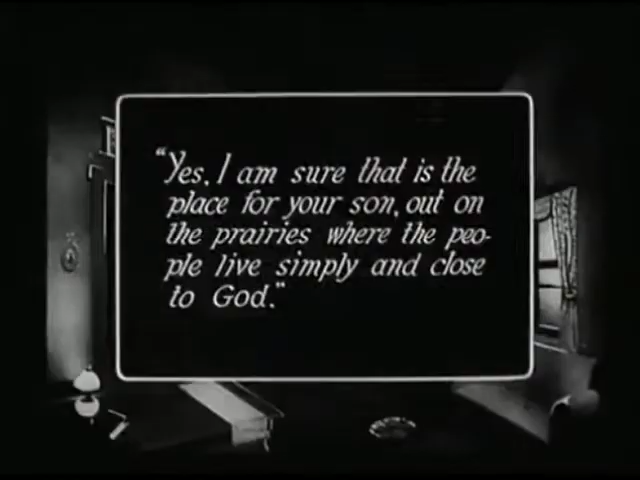 "Yes, I am sure that is the
place for your son, out on
the prairies where the peo-
ple live simply and close
to God."